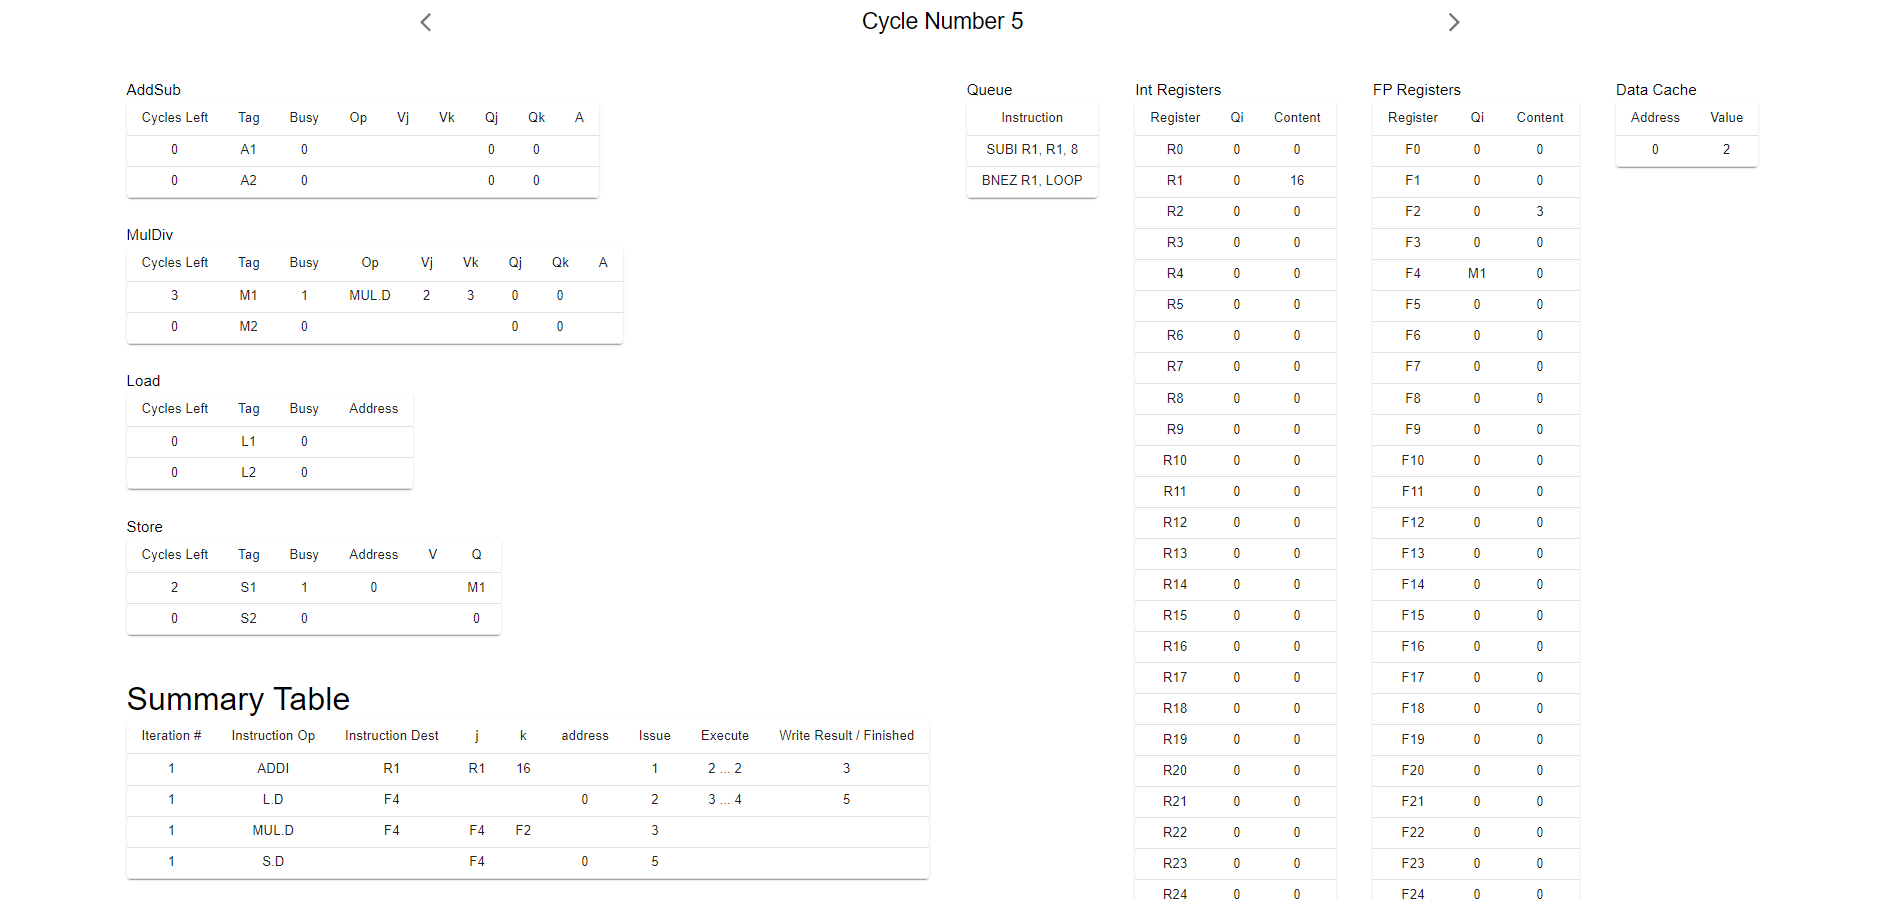 Cycle Number 5
AddSub
Cycles Left Tag Busy Op Vj Vk Qj Qk A
0 A1 0 0 0
0 A2 0 0 0
MulDiv
Cycles Left Tag Busy Op Vj Vk Qj Qk A
3 M1 1 MUL.D 2 3 0 0
0 M2 0 0 0
Load
Cycles Left Tag Busy Address
0 L1 0
0 L2 0
Store
Cycles Left Tag Busy Address V Q
2 S1 1 0 M1
0 S2 0 0
Summary Table
Iteration # Instruction Op Instruction Dest j k address Issue Execute Write Result / Finished
1 ADDI R1 R1 16 1 2 ... 2 3
1 L.D F4 0 2 3 ... 4 5
1 MUL.D F4 F4 F2 3
1 S.D F4 0 5
Queue
Instruction
SUBI R1, R1, 8
BNEZ R1, LOOP
Int Registers
Register Qi Content
R0 0 0
R1 0 16
R2 0 0
R3 0 0
R4 0 0
R5 0 0
R6 0 0
R7 0 0
R8 0 0
R9 0 0
R10 0 0
R11 0 0
R12 0 0
R13 0 0
R14 0 0
R15 0 0
R16 0 0
R17 0 0
R18 0 0
R19 0 0
R20 0 0
R21 0 0
R22 0 0
R23 0 0
R24 0 0
FP Registers
Register Qi Content
F0 0 0
F1 0 0
F2 0 3
F3 0 0
F4 M1 0
F5 0 0
F6 0 0
F7 0 0
F8 0 0
F9 0 0
F10 0 0
F11 0 0
F12 0 0
F13 0 0
F14 0 0
F15 0 0
F16 0 0
F17 0 0
F18 0 0
F19 0 0
F20 0 0
F21 0 0
F22 0 0
F23 0 0
F24 0 0
Data Cache
Address Value
0 2